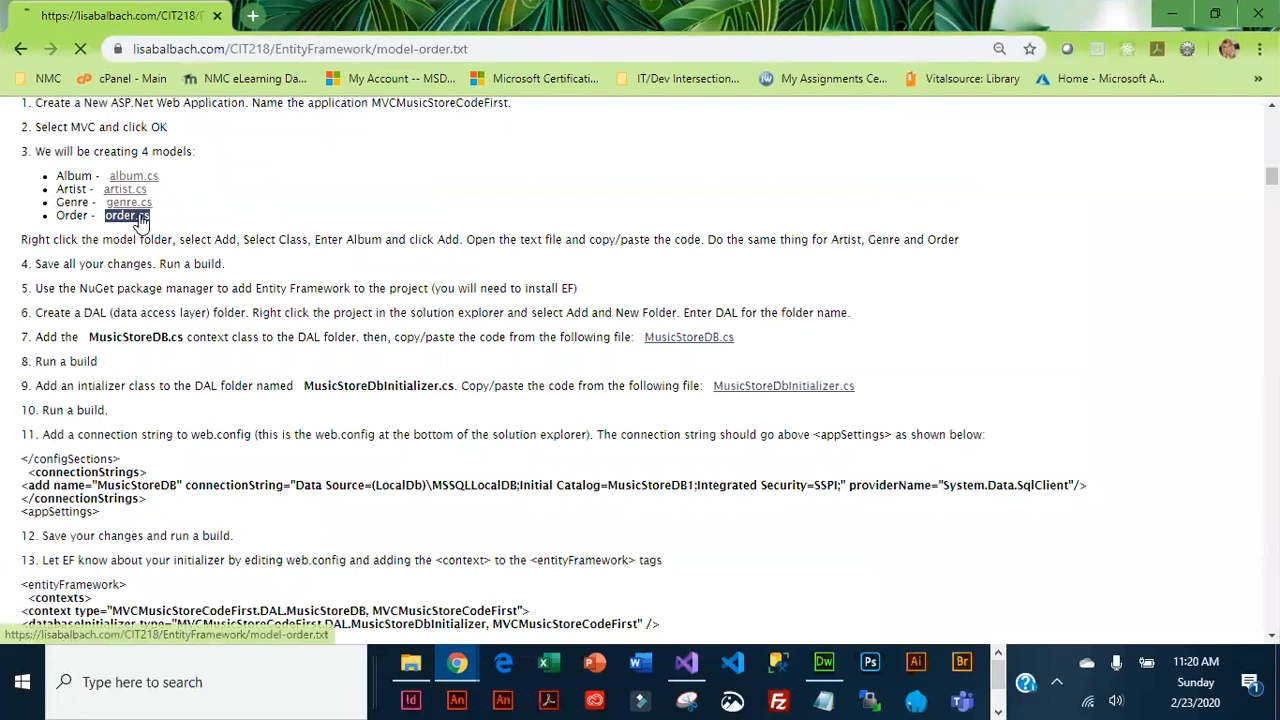 https://lisabalbach.com/CIT218/
lisabalbach.com/CIT218/EntityFramework/model-order.txt
NMC cPanel - Main NMC eLearning Da... My Account -- MSD... Microsoft Certificati... IT/Dev Intersection... My Assignments Ce... Vitalsource: Library Home - Microsoft A... »
1. Create a New ASP.Net Web Application. Name the application MVCMusicStoreCodeFirst.
2. Select MVC and click OK
3. We will be creating 4 models:
• Album - album.cs
• Artist - artist.cs
• Genre - genre.cs
• Order - order.cs
Right click the model folder, select Add, Select Class, Enter Album and click Add. Open the text file and copy/paste the code. Do the same thing for Artist, Genre and Order
4. Save all your changes. Run a build.
5. Use the NuGet package manager to add Entity Framework to the project (you will need to install EF)
6. Create a DAL (data access layer) folder. Right click the project in the solution explorer and select Add and New Folder. Enter DAL for the folder name.
7. Add the MusicStoreDB.cs context class to the DAL folder. then, copy/paste the code from the following file: MusicStoreDB.cs
8. Run a build
9. Add an intializer class to the DAL folder named MusicStoreDbInitializer.cs. Copy/paste the code from the following file: MusicStoreDbInitializer.cs
10. Run a build.
11. Add a connection string to web.config (this is the web.config at the bottom of the solution explorer). The connection string should go above <appSettings> as shown below:
</configSections>
<connectionStrings>
<add name="MusicStoreDB" connectionString="Data Source=(LocalDb)\MSSQLLocalDB;Initial Catalog=MusicStoreDB1;Integrated Security=SSPI;" providerName="System.Data.SqlClient"/>
</connectionStrings>
<appSettings>
12. Save your changes and run a build.
13. Let EF know about your initializer by editing web.config and adding the <context> to the <entityFramework> tags
<entityFramework>
<contexts>
<context type="MVCMusicStoreCodeFirst.DAL.MusicStoreDB, MVCMusicStoreCodeFirst">
<databaseInitializer type="MVCMusicStoreCodeFirst.DAL.MusicStoreDbInitializer, MVCMusicStoreCodeFirst" />
https://lisabalbach.com/CIT218/EntityFramework/model-order.txt
Type here to search
Dw Ps Ai Br
Id An An
11:20 AM
Sunday
2/23/2020
1